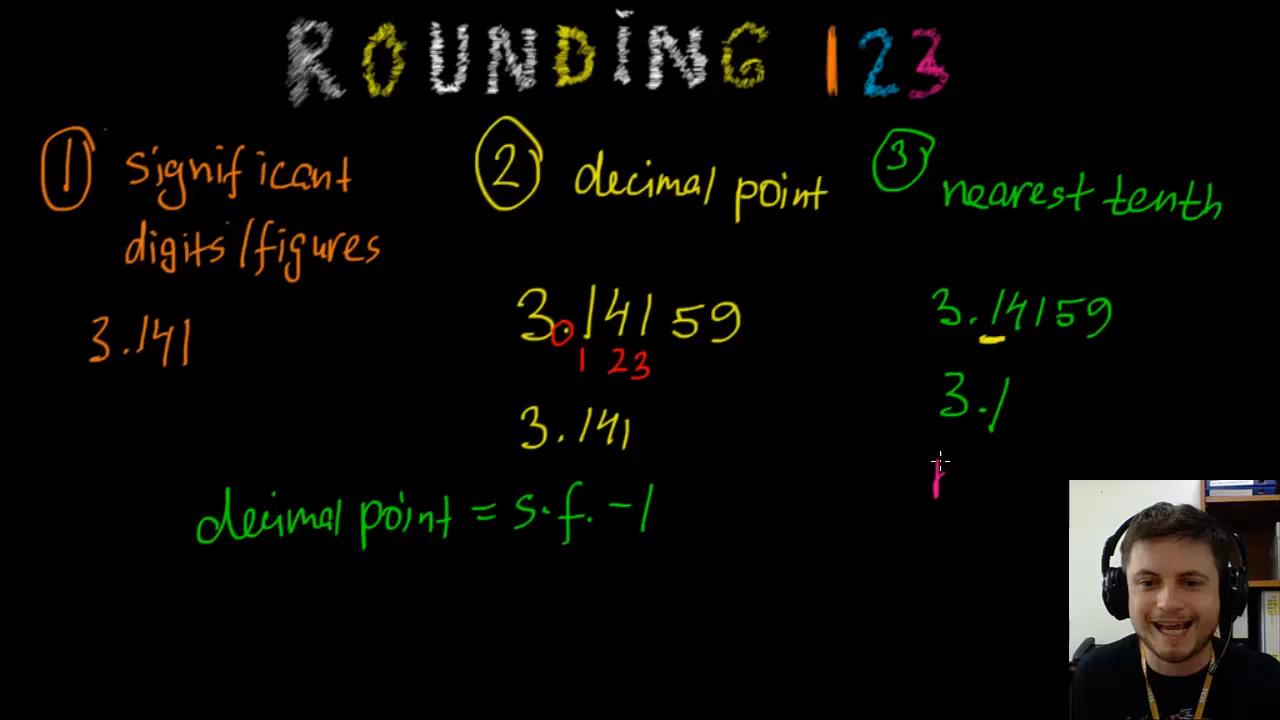 ROUNDING 123
1 significant
digits/figures
3.141
2 decimal point
3.14159
1 2 3
3.141
3 nearest tenth
3.14159
3.1
decimal point = s.f. -1